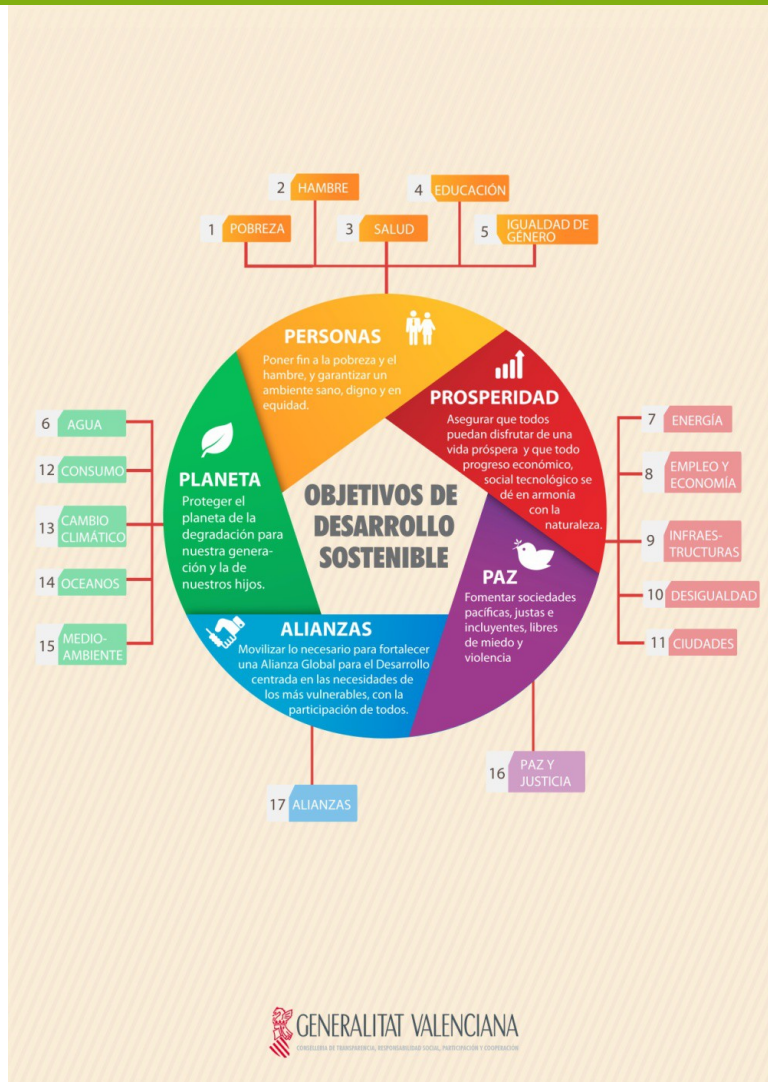 2 HAMBRE
4 EDUCACIÓN
1 POBREZA
3 SALUD
5 IGUALDAD DE
GÉNERO
PERSONAS
Poner fin a la pobreza y el
hambre, y garantizar un
ambiente sano, digno y en
equidad.
PROSPERIDAD
Asegurar que todos
puedan disfrutar de una
vida próspera y que todo
progreso económico,
social tecnológico se
dé en armonía
con la
naturaleza.
7 ENERGÍA
8 EMPLEO Y
ECONOMÍA
9 INFRAES-
TRUCTURAS
10 DESIGUALDAD
11 CIUDADES
6 AGUA
12 CONSUMO
13 CAMBIO
CLIMÁTICO
14 OCEANOS
15 MEDIO-
AMBIENTE
PLANETA
Proteger el
planeta de la
degradación para
nuestra genera-
ción y la de
nuestros hijos.
OBJETIVOS DE
DESARROLLO
SOSTENIBLE
PAZ
Fomentar sociedades
pacíficas, justas e
incluyentes, libres
de miedo y
violencia
ALIANZAS
Movilizar lo necesario para fortalecer
una Alianza Global para el Desarrollo
centrada en las necesidades de
los más vulnerables, con la
participación de todos.
16 PAZ Y
JUSTICIA
17 ALIANZAS
GENERALITAT VALENCIANA
CONSELLERIA DE TRANSPARENCIA, RESPONSABILIDAD SOCIAL, PARTICIPACIÓN Y COOPERACIÓN